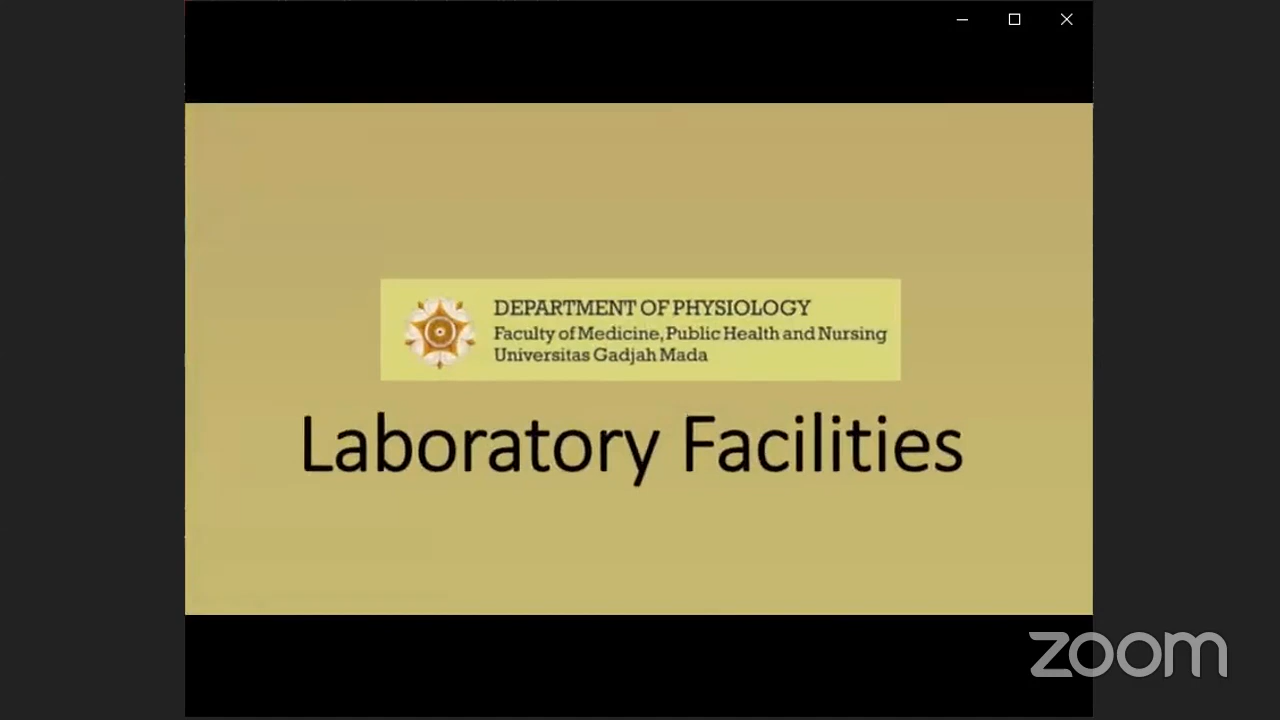 DEPARTMENT OF PHYSIOLOGY
Faculty of Medicine, Public Health and Nursing
Universitas Gadjah Mada
Laboratory Facilities
zoom